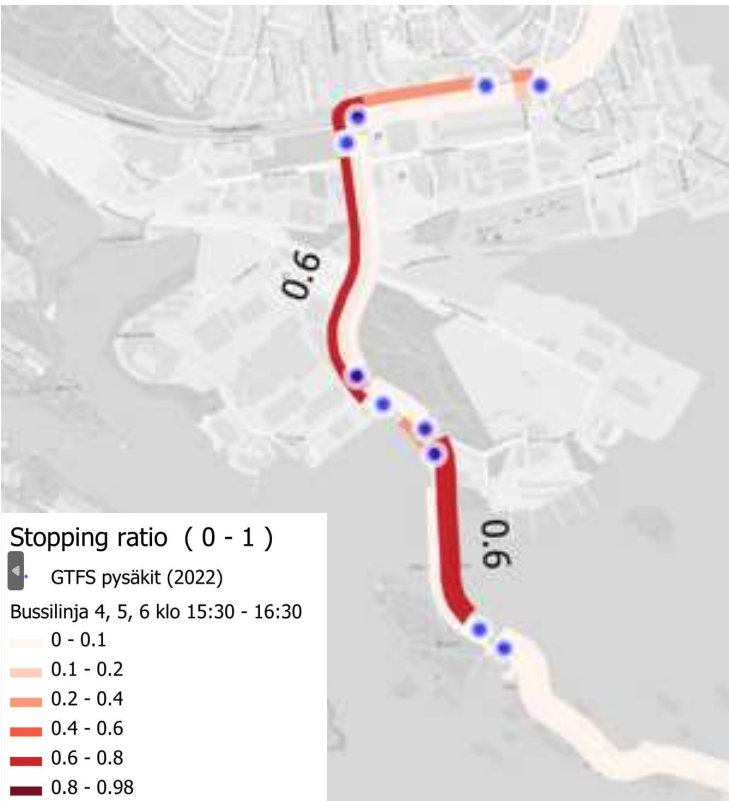 0.6
0.6
Stopping ratio ( 0 - 1 )
GTFS pysäkit (2022)
Bussilinja 4, 5, 6 klo 15:30 - 16:30
0 - 0.1
0.1 - 0.2
0.2 - 0.4
0.4 - 0.6
0.6 - 0.8
0.8 - 0.98